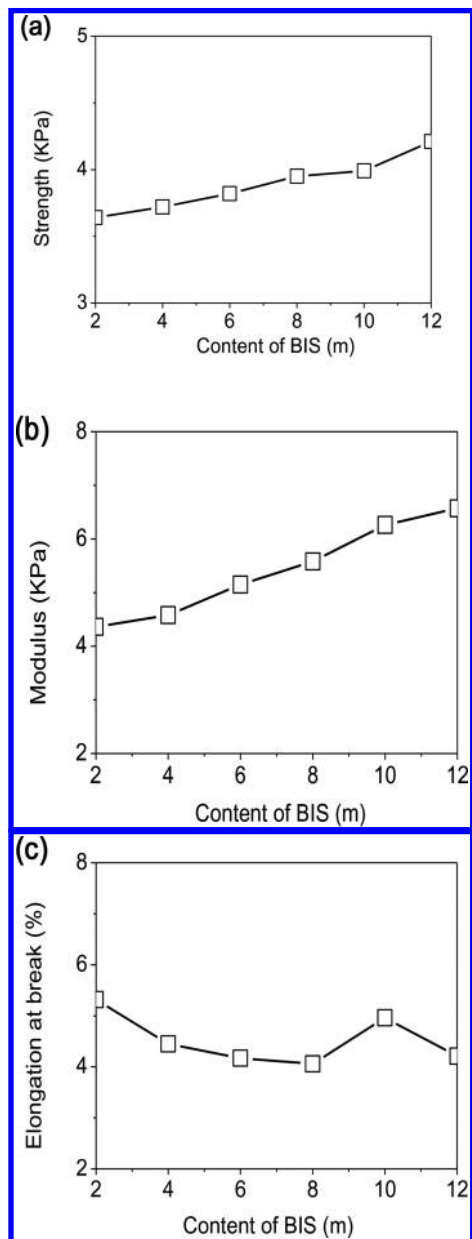 (a)
5
4
3
Strength (KPa)
2 4 6 8 10 12
Content of BIS (m)
(b)
8
6
4
2
Modulus (KPa)
2 4 6 8 10 12
Content of BIS (m)
(c)
8
6
4
2
Elongation at break (%)
2 4 6 8 10 12
Content of BIS (m)